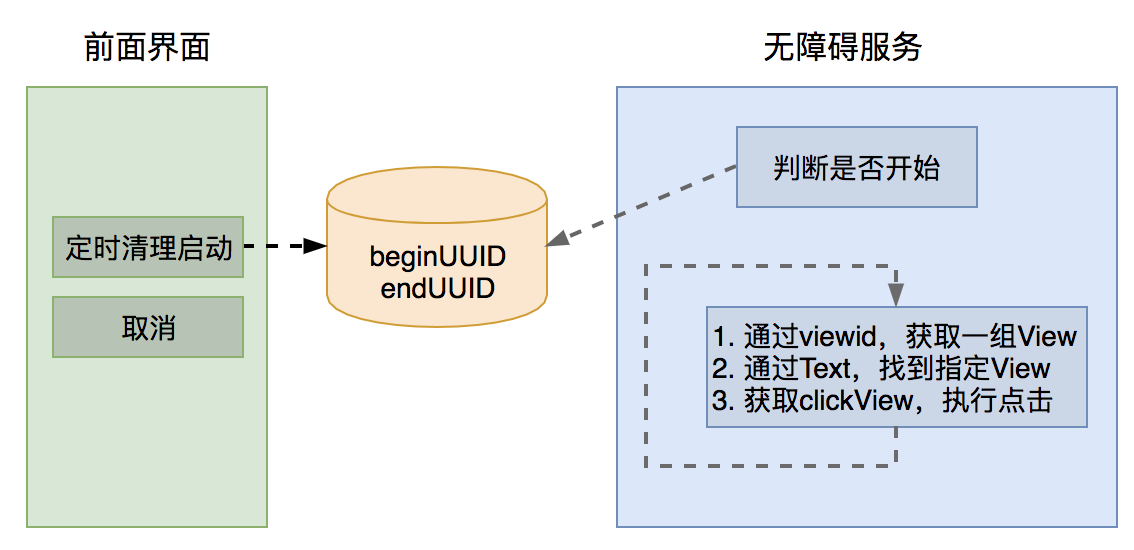 前面界面
无障碍服务
定时清理启动
取消
beginUUID
endUUID
判断是否开始
1. 通过viewid，获取一组View
2. 通过Text，找到指定View
3. 获取clickView，执行点击